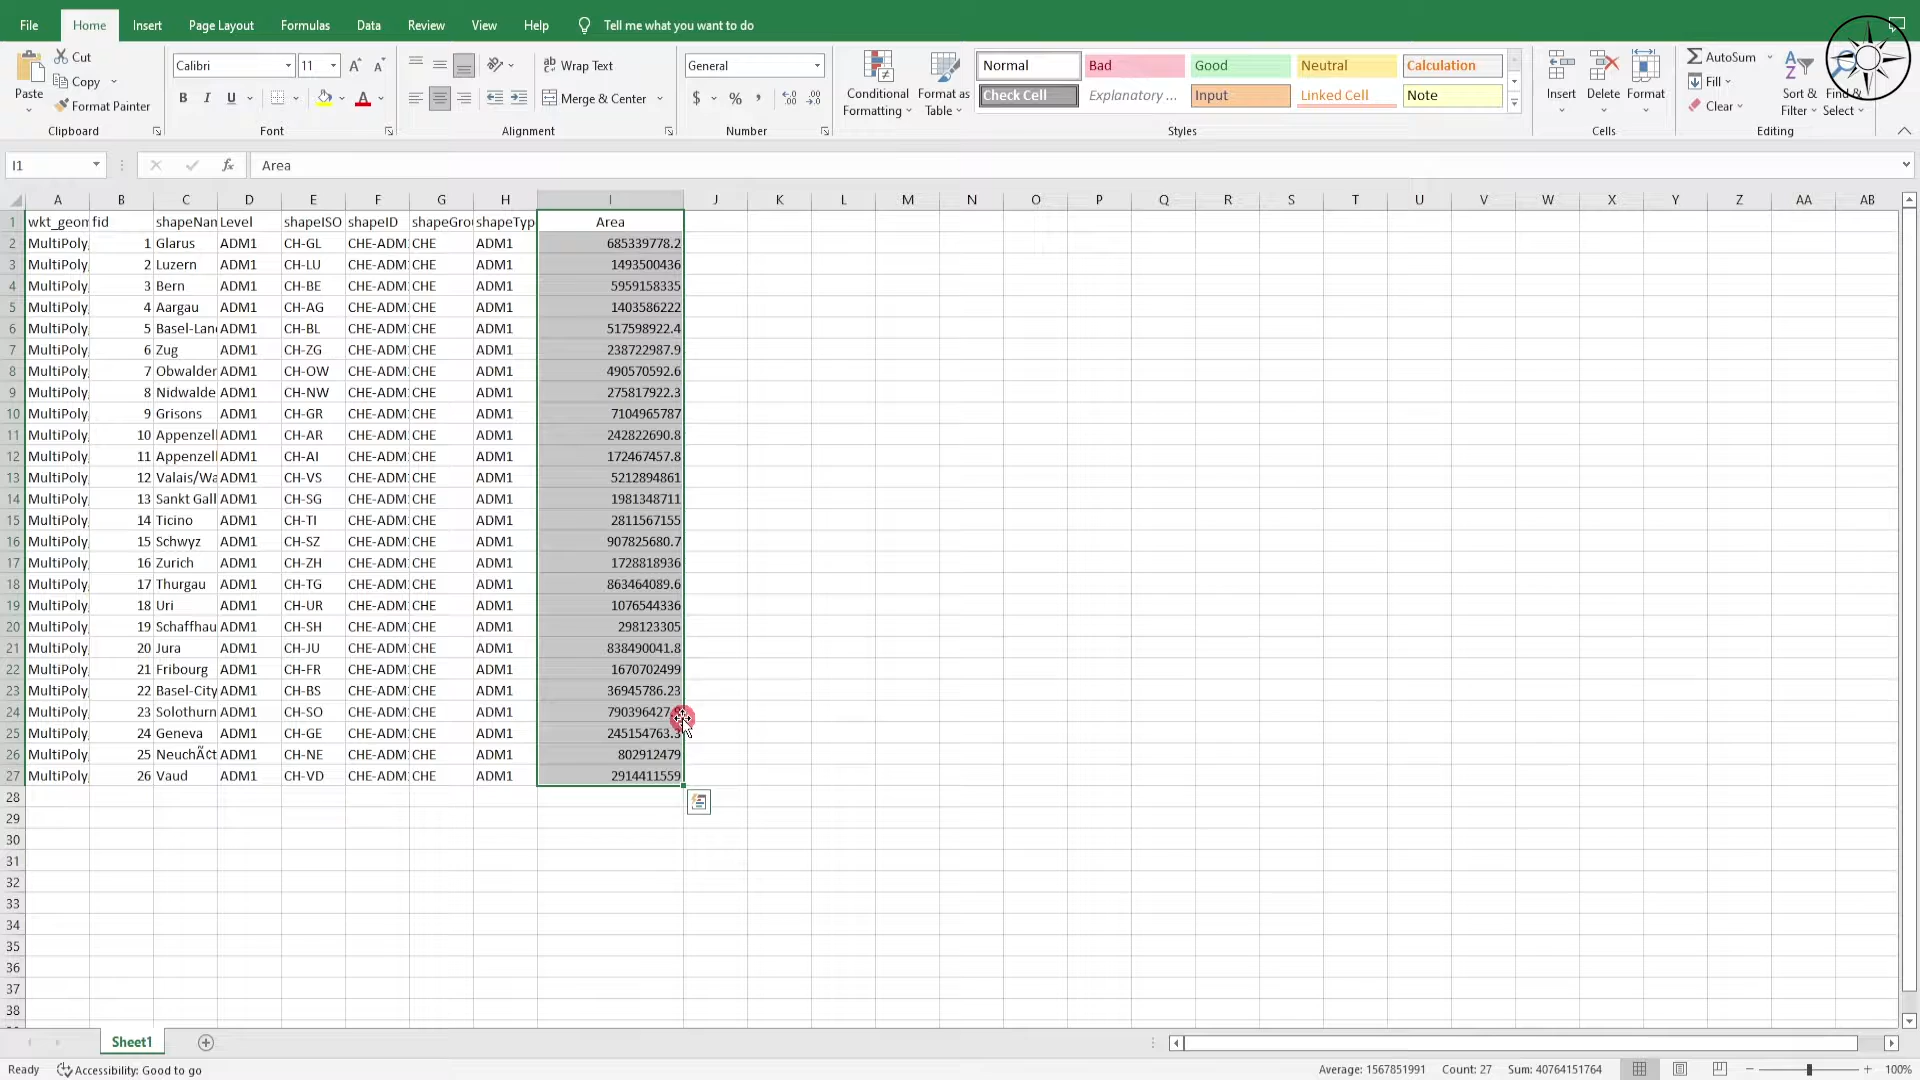 File Home Insert Page Layout Formulas Data Review View Help Tell me what you want to do
Paste Cut Copy Format Painter Clipboard
Calibri 11 B I U A Font
Wrap Text Merge & Center Alignment
General $ % Number
Conditional Formatting Format as Table
Normal Bad Good Neutral Calculation
Check Cell Explanatory ... Input Linked Cell Note
Styles
Insert Delete Format Cells
AutoSum Fill Clear Sort & Filter Find & Select Editing
I1 fx Area
A B C D E F G H I J K L M N O P Q R S T U V W X Y Z AA AB
1 wkt_geom fid shapeNan Level shapeISO shapeID shapeGrou shapeTyp Area
2 MultiPoly 1 Glarus ADM1 CH-GL CHE-ADM CHE ADM1 685339778.2
3 MultiPoly 2 Luzern ADM1 CH-LU CHE-ADM CHE ADM1 1493500436
4 MultiPoly 3 Bern ADM1 CH-BE CHE-ADM CHE ADM1 5959158335
5 MultiPoly 4 Aargau ADM1 CH-AG CHE-ADM CHE ADM1 1403586222
6 MultiPoly 5 Basel-Lan ADM1 CH-BL CHE-ADM CHE ADM1 517598922.4
7 MultiPoly 6 Zug ADM1 CH-ZG CHE-ADM CHE ADM1 238722987.9
8 MultiPoly 7 Obwalder ADM1 CH-OW CHE-ADM CHE ADM1 490570592.6
9 MultiPoly 8 Nidwalde ADM1 CH-NW CHE-ADM CHE ADM1 275817922.3
10 MultiPoly 9 Grisons ADM1 CH-GR CHE-ADM CHE ADM1 7104965787
11 MultiPoly 10 Appenzell ADM1 CH-AR CHE-ADM CHE ADM1 242822690.8
12 MultiPoly 11 Appenzell ADM1 CH-AI CHE-ADM CHE ADM1 172467457.8
13 MultiPoly 12 Valais/Wa ADM1 CH-VS CHE-ADM CHE ADM1 5212894861
14 MultiPoly 13 Sankt Gall ADM1 CH-SG CHE-ADM CHE ADM1 1981348711
15 MultiPoly 14 Ticino ADM1 CH-TI CHE-ADM CHE ADM1 2811567155
16 MultiPoly 15 Schwyz ADM1 CH-SZ CHE-ADM CHE ADM1 907825680.7
17 MultiPoly 16 Zurich ADM1 CH-ZH CHE-ADM CHE ADM1 1728818936
18 MultiPoly 17 Thurgau ADM1 CH-TG CHE-ADM CHE ADM1 863464089.6
19 MultiPoly 18 Uri ADM1 CH-UR CHE-ADM CHE ADM1 1076544336
20 MultiPoly 19 Schaffhau ADM1 CH-SH CHE-ADM CHE ADM1 298123305
21 MultiPoly 20 Jura ADM1 CH-JU CHE-ADM CHE ADM1 838490041.8
22 MultiPoly 21 Fribourg ADM1 CH-FR CHE-ADM CHE ADM1 1670702499
23 MultiPoly 22 Basel-City ADM1 CH-BS CHE-ADM CHE ADM1 36945786.23
24 MultiPoly 23 Solothurn ADM1 CH-SO CHE-ADM CHE ADM1 790396427.
25 MultiPoly 24 Geneva ADM1 CH-GE CHE-ADM CHE ADM1 245154763.3
26 MultiPoly 25 NeuchÃ¢t ADM1 CH-NE CHE-ADM CHE ADM1 802912479
27 MultiPoly 26 Vaud ADM1 CH-VD CHE-ADM CHE ADM1 2914411559
28
29
30
31
32
33
34
35
36
37
38
Sheet1
Ready Accessibility: Good to go Average: 1567851991 Count: 27 Sum: 40764151764 100%